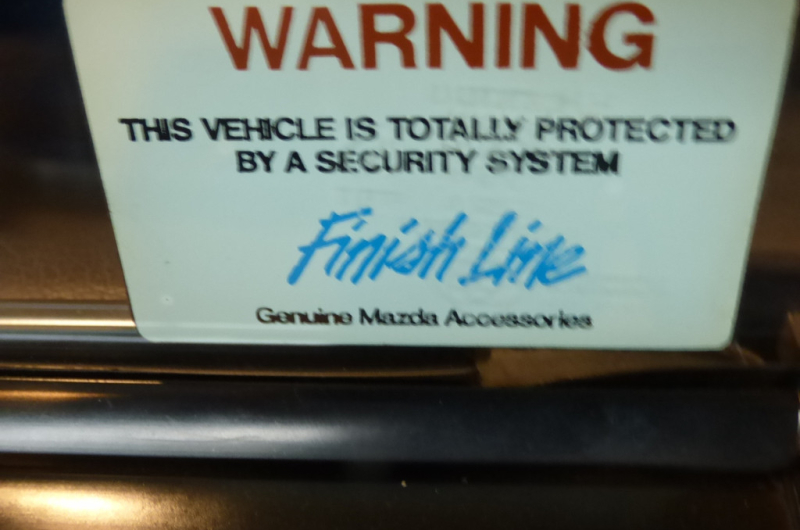 WARNING
THIS VEHICLE IS TOTALLY PROTECTED
BY A SECURITY SYSTEM
Finish Line
Genuine Mazda Accessories